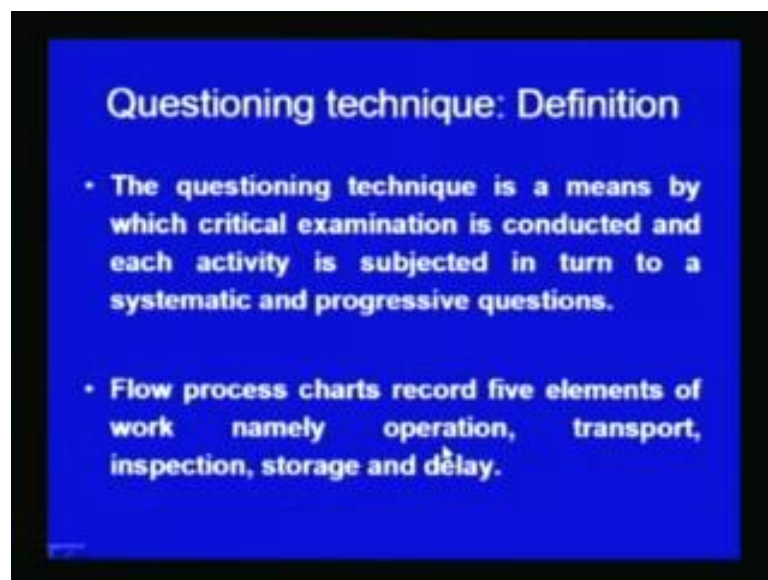 Questioning technique: Definition
• The questioning technique is a means by
which critical examination is conducted and
each activity is subjected in turn to a
systematic and progressive questions.
• Flow process charts record five elements of
work namely operation, transport,
inspection, storage and delay.